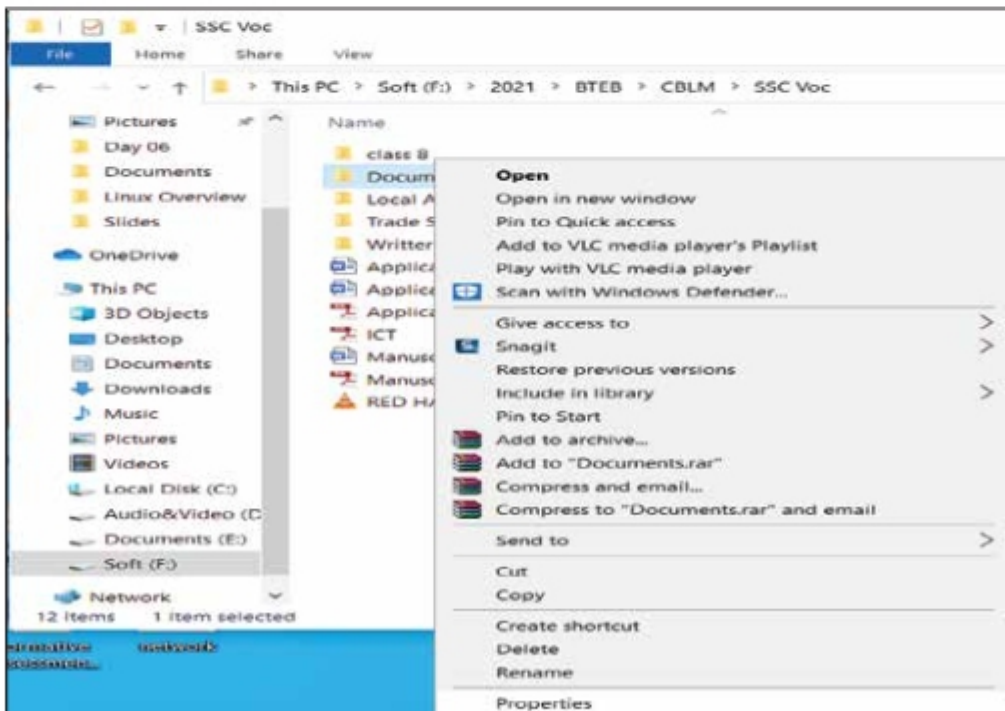 SSC Voc
File Home Share View
This PC > Soft (F:) > 2021 > BTEB > CBLM > SSC Voc
Pictures
Day 06
Documents
Linux Overview
Slides
OneDrive
This PC
3D Objects
Desktop
Documents
Downloads
Music
Pictures
Videos
Local Disk (C:)
Audio&Video (D
Documents (E:)
Soft (F:)
Network
12 items 1 item selected
Name
class 8
Docum
Local A
Trade S
Writter
Applica
Applica
Applica
ICT
Manusc
Manusc
RED HA
Open
Open in new window
Pin to Quick access
Add to VLC media player's Playlist
Play with VLC media player
Scan with Windows Defender...
Give access to >
Snagit >
Restore previous versions
Include in library >
Pin to Start
Add to archive...
Add to "Documents.rar"
Compress and email...
Compress to "Documents.rar" and email
Send to >
Cut
Copy
Create shortcut
Delete
Rename
Properties
network